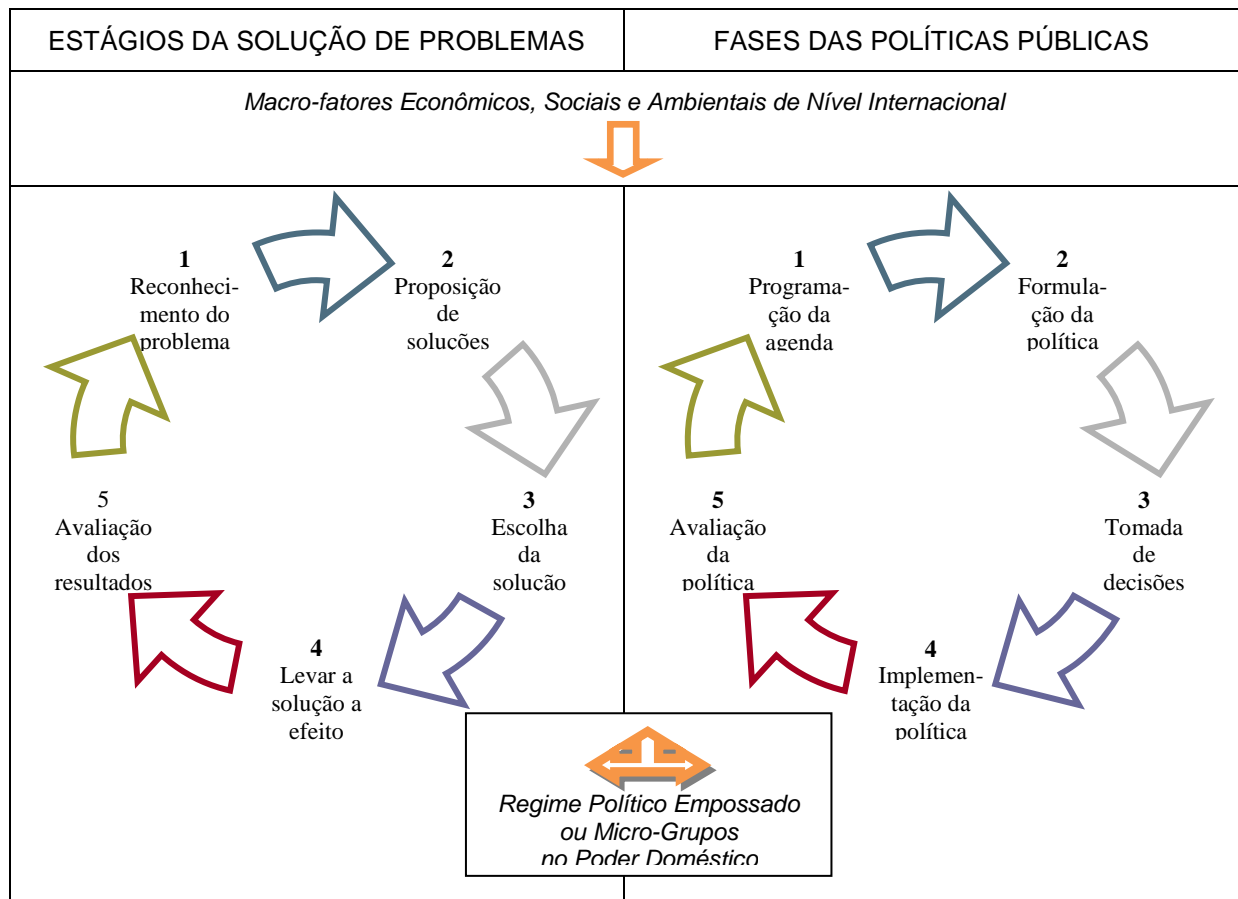 ESTÁGIOS DA SOLUÇÃO DE PROBLEMAS
FASES DAS POLÍTICAS PÚBLICAS
Macro-fatores Econômicos, Sociais e Ambientais de Nível Internacional
1
Reconheci-
mento do
problema
2
Proposição
de
soluções
3
Escolha
da
solução
4
Levar a
solução a
efeito
5
Avaliação
dos
resultados
1
Programa-
ção da
agenda
2
Formula-
ção da
política
3
Tomada
de
decisões
4
Implemen-
tação da
política
5
Avaliação
da
política
Regime Político Empossado
ou Micro-Grupos
no Poder Doméstico